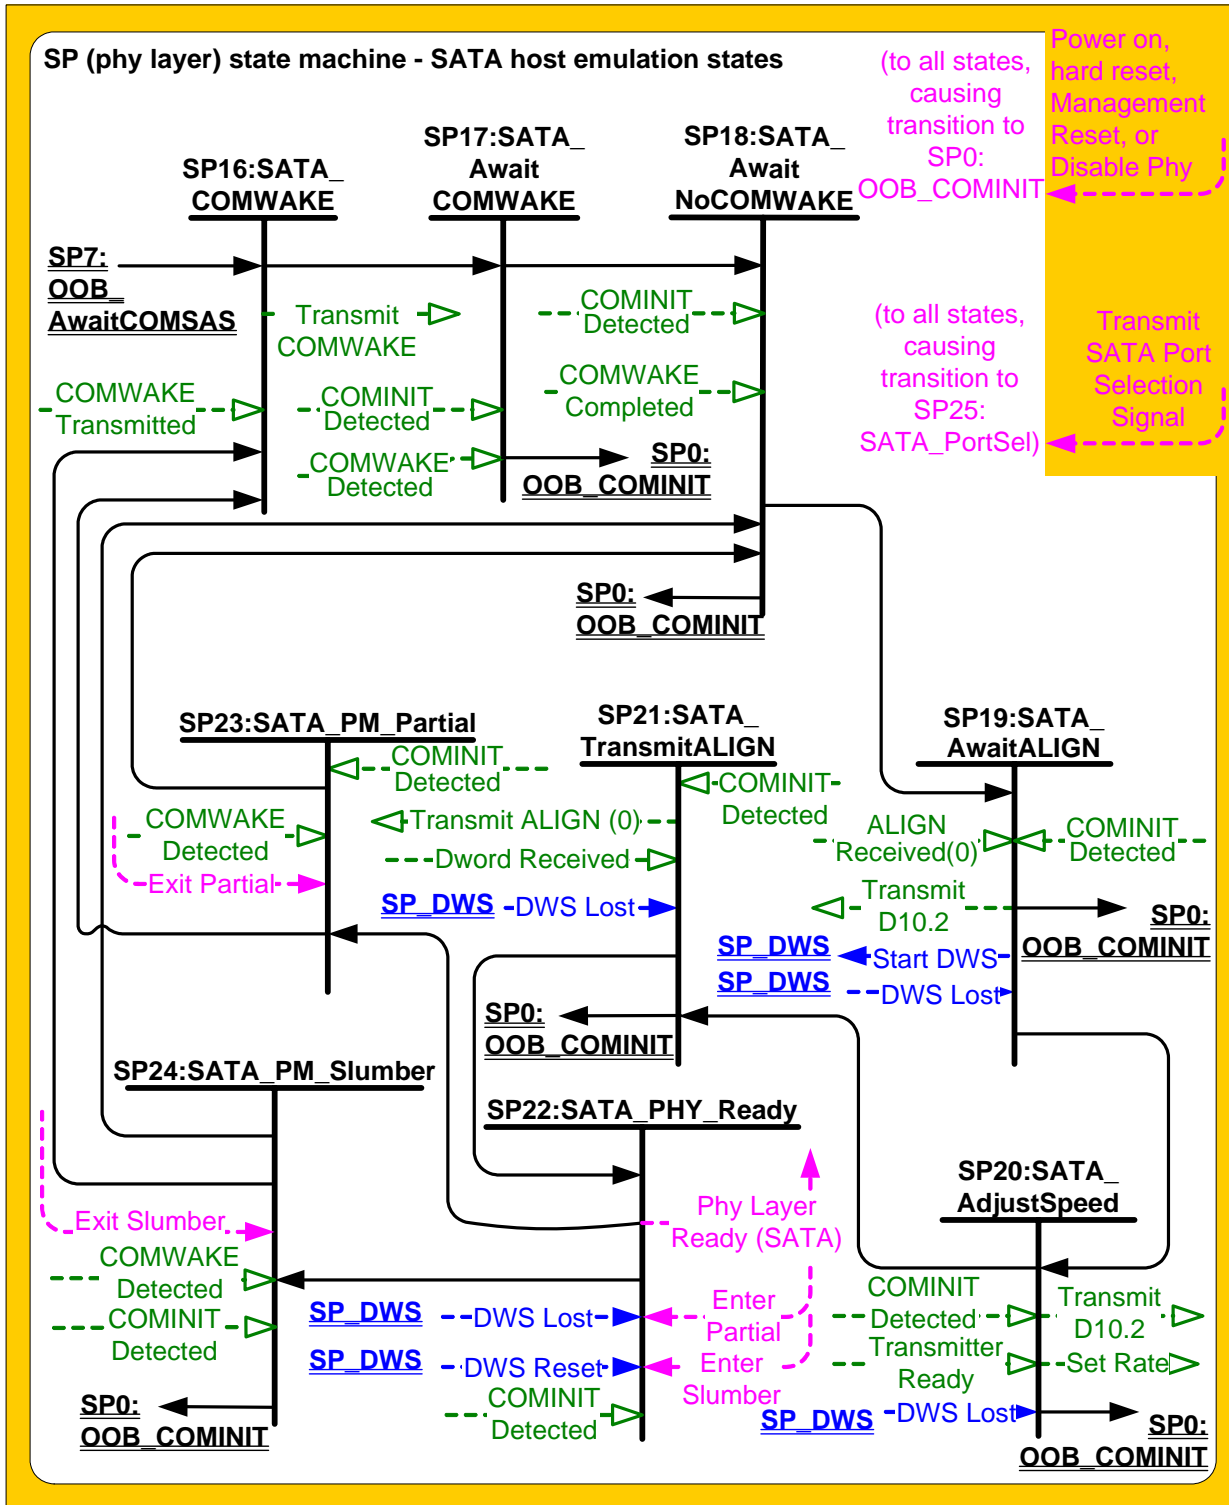 SP (phy layer) state machine - SATA host emulation states
(to all states,
causing
transition to
SP0:
OOB_COMINIT
Power on,
hard reset,
Management
Reset, or
Disable Phy
SP16:SATA_
COMWAKE
SP17:SATA_
Await
COMWAKE
SP18:SATA_
Await
NoCOMWAKE
SP7:
OOB_
AwaitCOMSAS
Transmit
COMWAKE
COMINIT
Detected
COMWAKE
Transmitted
COMINIT
Detected
COMWAKE
Completed
COMWAKE
Detected
SP0:
OOB_COMINIT
(to all states,
causing
transition to
SP25:
SATA_PortSel)
Transmit
SATA Port
Selection
Signal
SP0:
OOB_COMINIT
SP23:SATA_PM_Partial
COMINIT
Detected
COMWAKE
Detected
Exit Partial
SP21:SATA_
TransmitALIGN
COMINIT
Detected
Transmit ALIGN (0)
Dword Received
SP_DWS
DWS Lost
SP0:
OOB_COMINIT
SP19:SATA_
AwaitALIGN
ALIGN
Received(0)
COMINIT
Detected
Transmit
D10.2
SP0:
OOB_COMINIT
SP_DWS
Start DWS
SP_DWS
DWS Lost
SP24:SATA_PM_Slumber
Exit Slumber
COMWAKE
Detected
COMINIT
Detected
SP0:
OOB_COMINIT
SP22:SATA_PHY_Ready
Phy Layer
Ready (SATA)
SP_DWS
DWS Lost
Enter
Partial
SP_DWS
DWS Reset
Enter
Slumber
COMINIT
Detected
SP20:SATA_
AdjustSpeed
COMINIT
Detected
Transmit
D10.2
Transmitter
Ready
Set Rate
SP_DWS
DWS Lost
SP0:
OOB_COMINIT